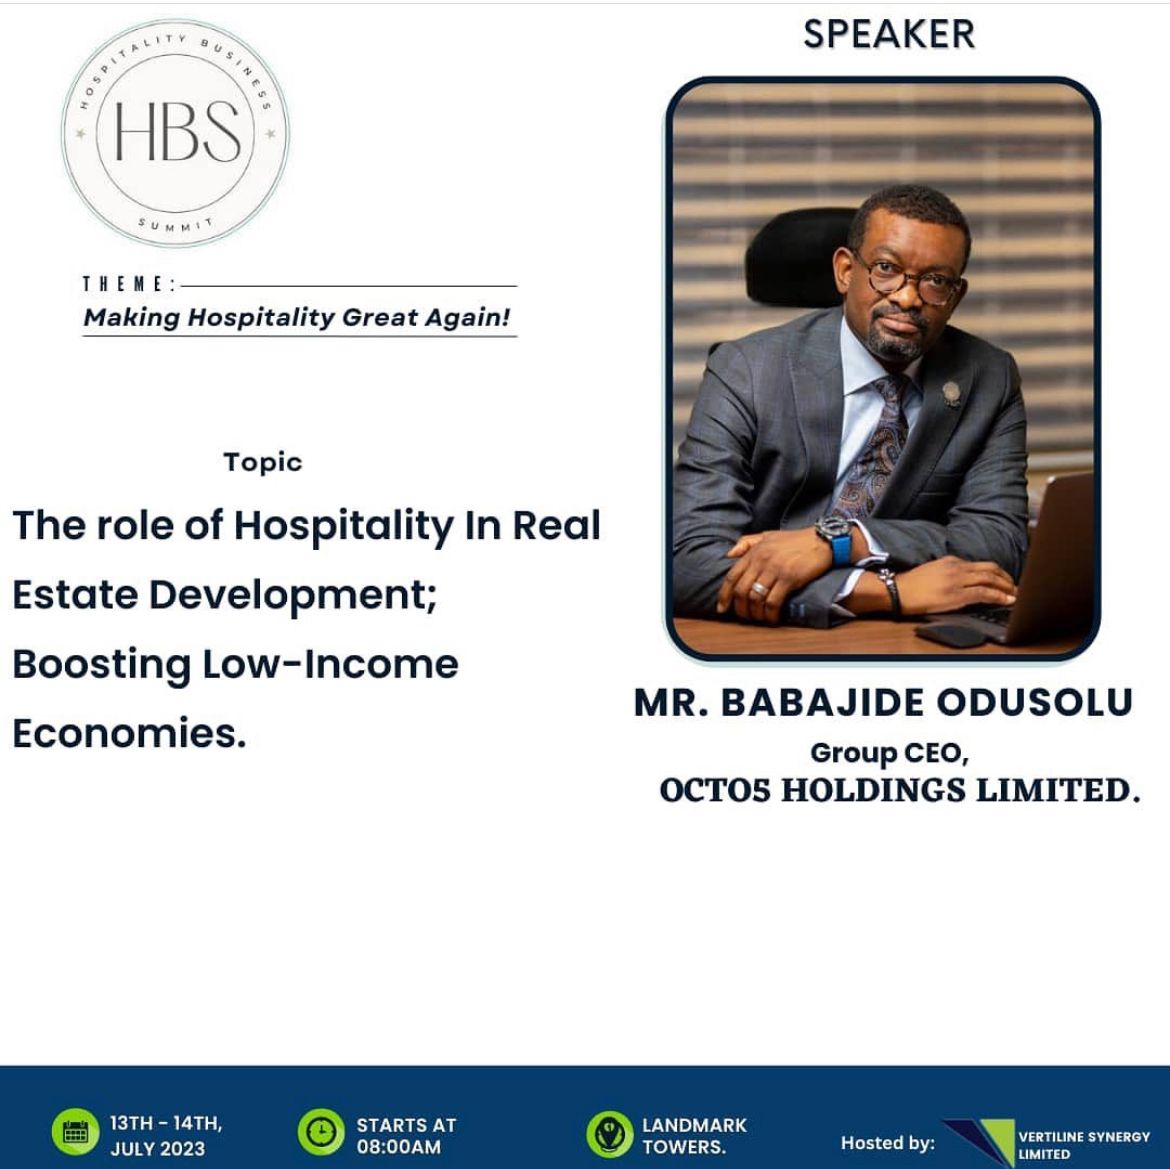 HOSPITALITY BUSINESS
HBS
SUMMIT
THEME:
Making Hospitality Great Again!
Topic
The role of Hospitality In Real
Estate Development;
Boosting Low-Income
Economies.
SPEAKER
MR. BABAJIDE ODUSOLU
Group CEO,
OCTO5 HOLDINGS LIMITED.
13TH - 14TH,
JULY 2023
STARTS AT
08:00AM
LANDMARK
TOWERS.
Hosted by:
VERTILINE SYNERGY
LIMITED